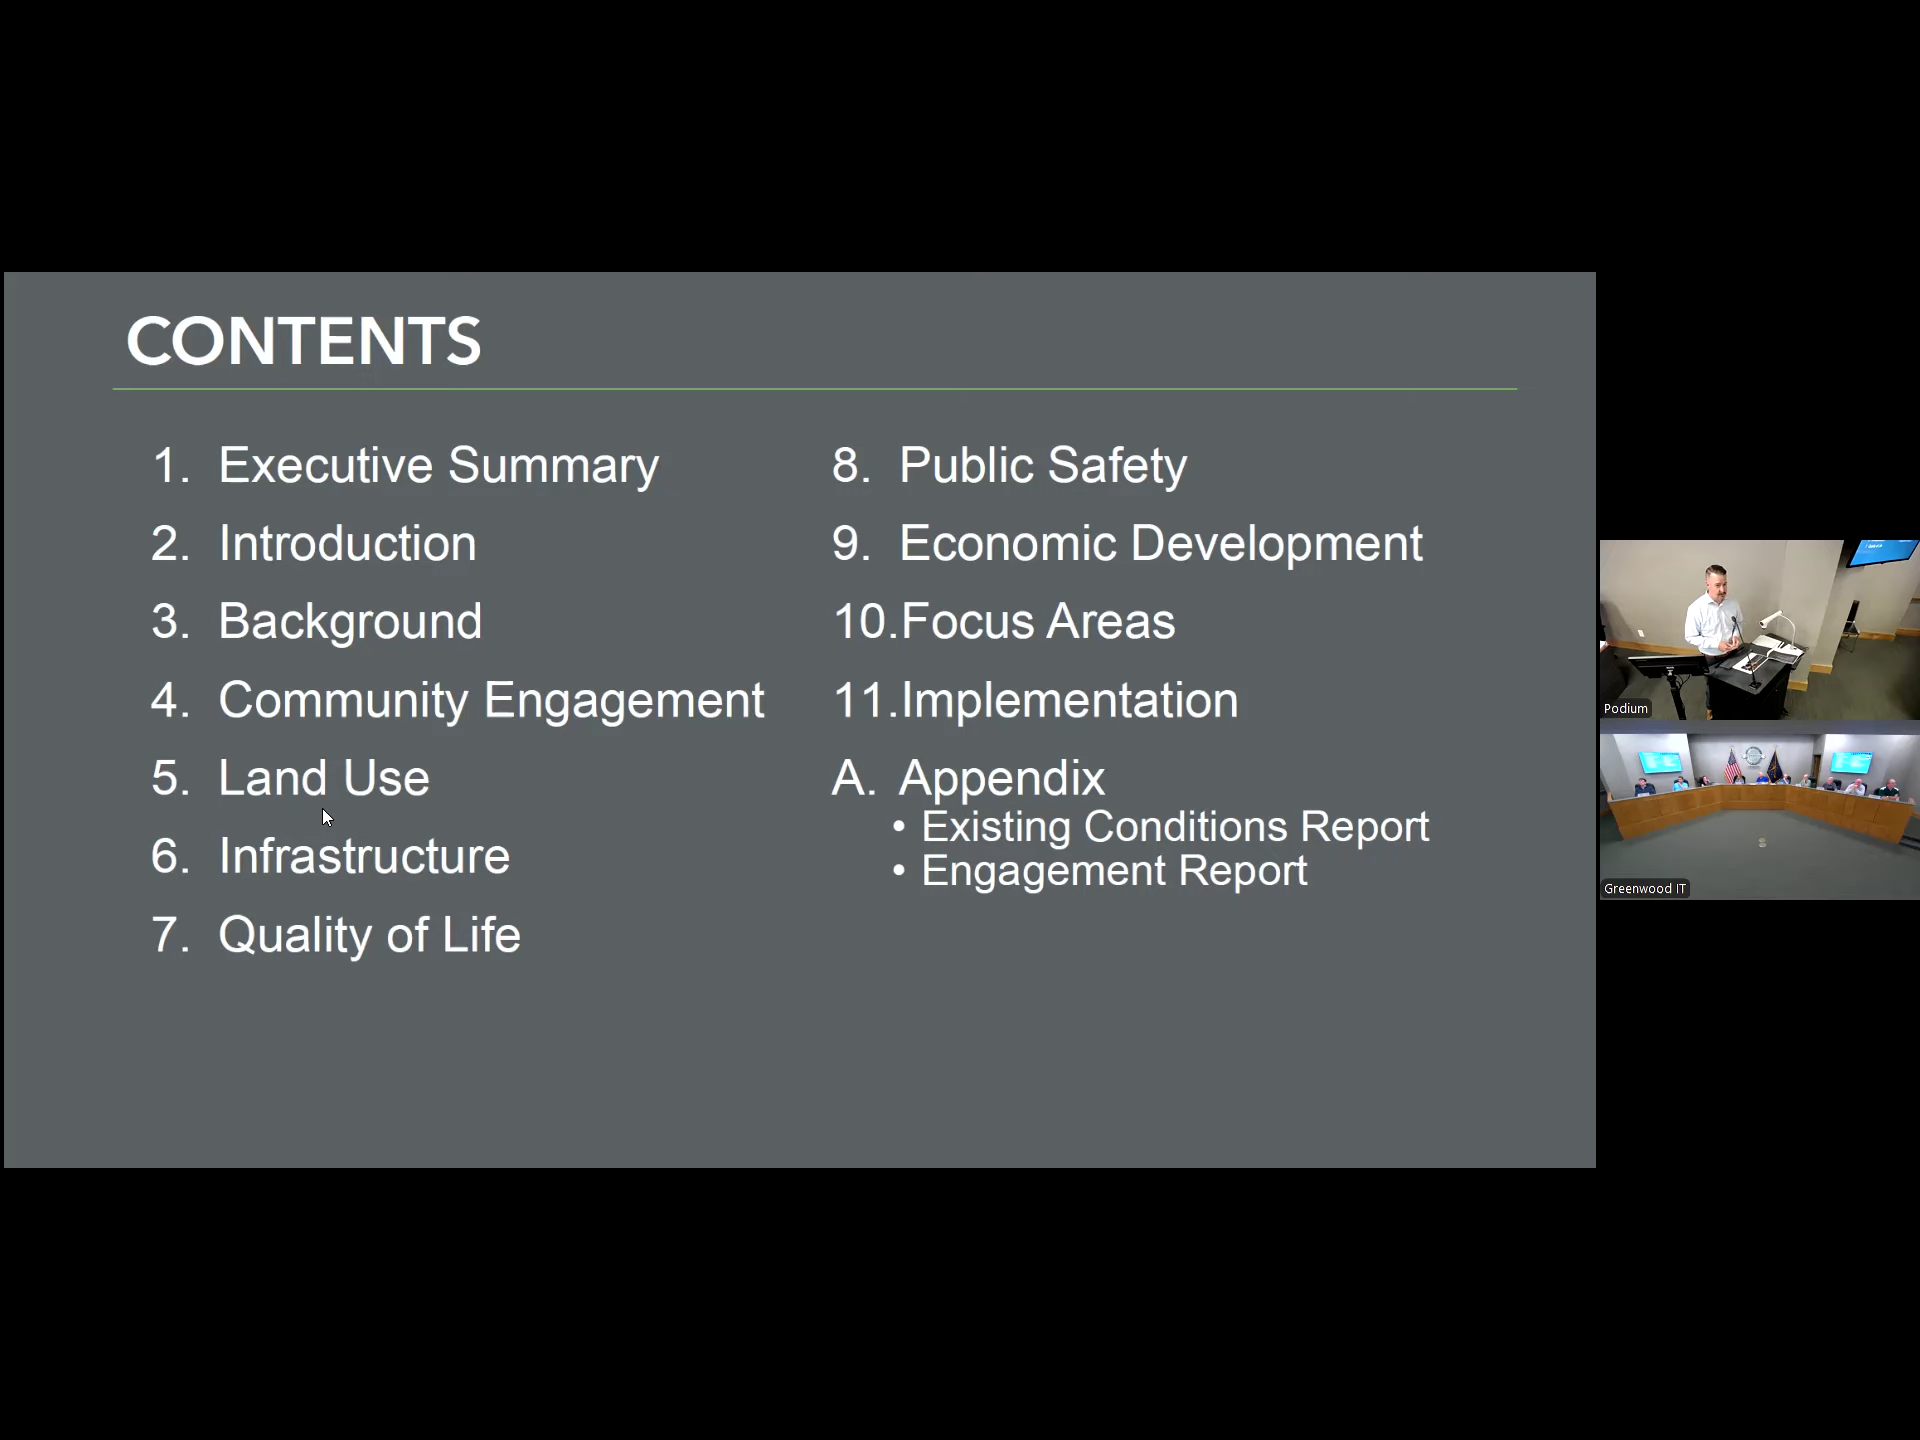 CONTENTS
1. Executive Summary
2. Introduction
3. Background
4. Community Engagement
5. Land Use
6. Infrastructure
7. Quality of Life
8. Public Safety
9. Economic Development
10.Focus Areas
11.Implementation
A. Appendix
• Existing Conditions Report
• Engagement Report
Podium
Greenwood IT